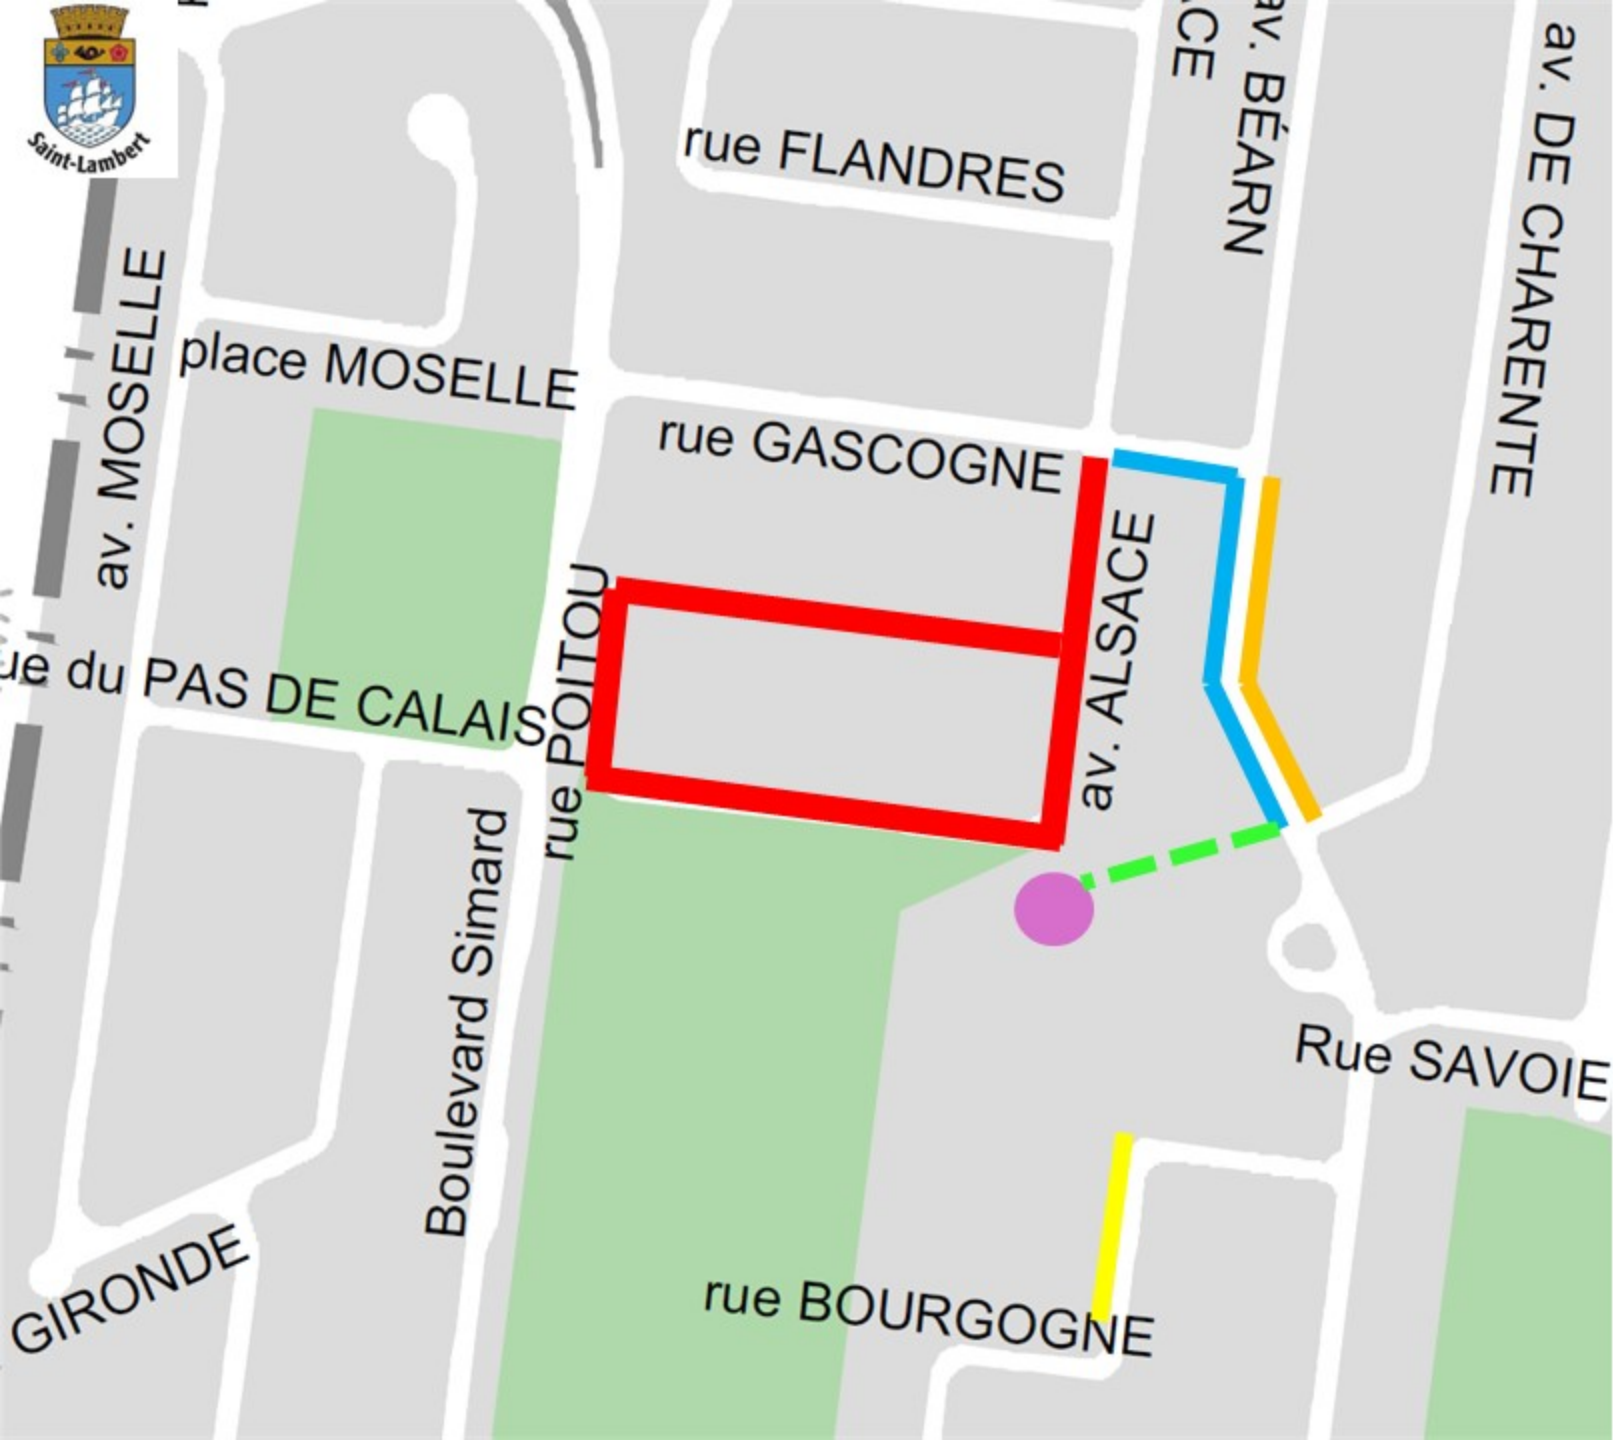 Saint-Lambert
ACE
av. BÉARN
av. DE CHARENTE
rue FLANDRES
av. MOSELLE
place MOSELLE
rue GASCOGNE
av. ALSACE
rue POITOU
ue du PAS DE CALAIS
Boulevard Simard
Rue SAVOIE
GIRONDE
rue BOURGOGNE